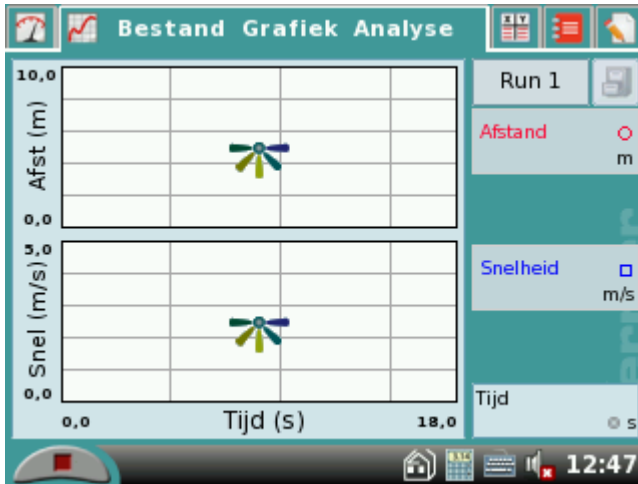 Bestand Grafiek Analyse
X Y
10,0
Afst (m)
0,0
5,0
Snel (m/s)
0,0
0,0
Tijd (s)
18,0
Run 1
Afstand
m
Snelheid
m/s
Tijd
s
12:47